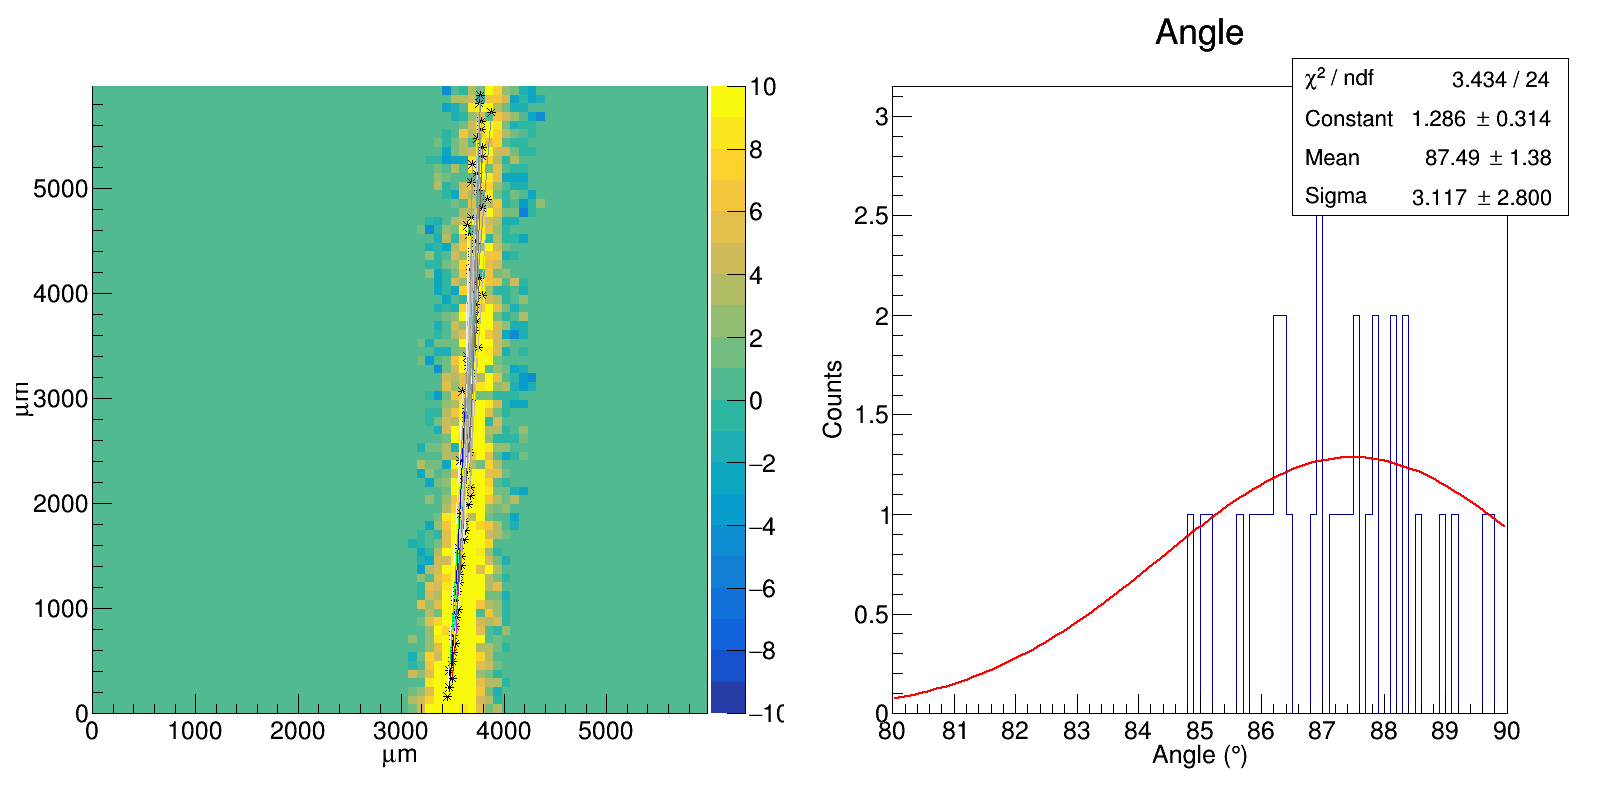 Angle
χ² / ndf 3.434 / 24
Constant 1.286 ± 0.314
Mean 87.49 ± 1.38
Sigma 3.117 ± 2.800
5000
4000
3000
2000
1000
0
μm
0 1000 2000 3000 4000 5000
μm
10
8
6
4
2
0
−2
−4
−6
−8
−10
3
2.5
2
1.5
1
0.5
0
Counts
80 81 82 83 84 85 86 87 88 89 90
Angle (°)